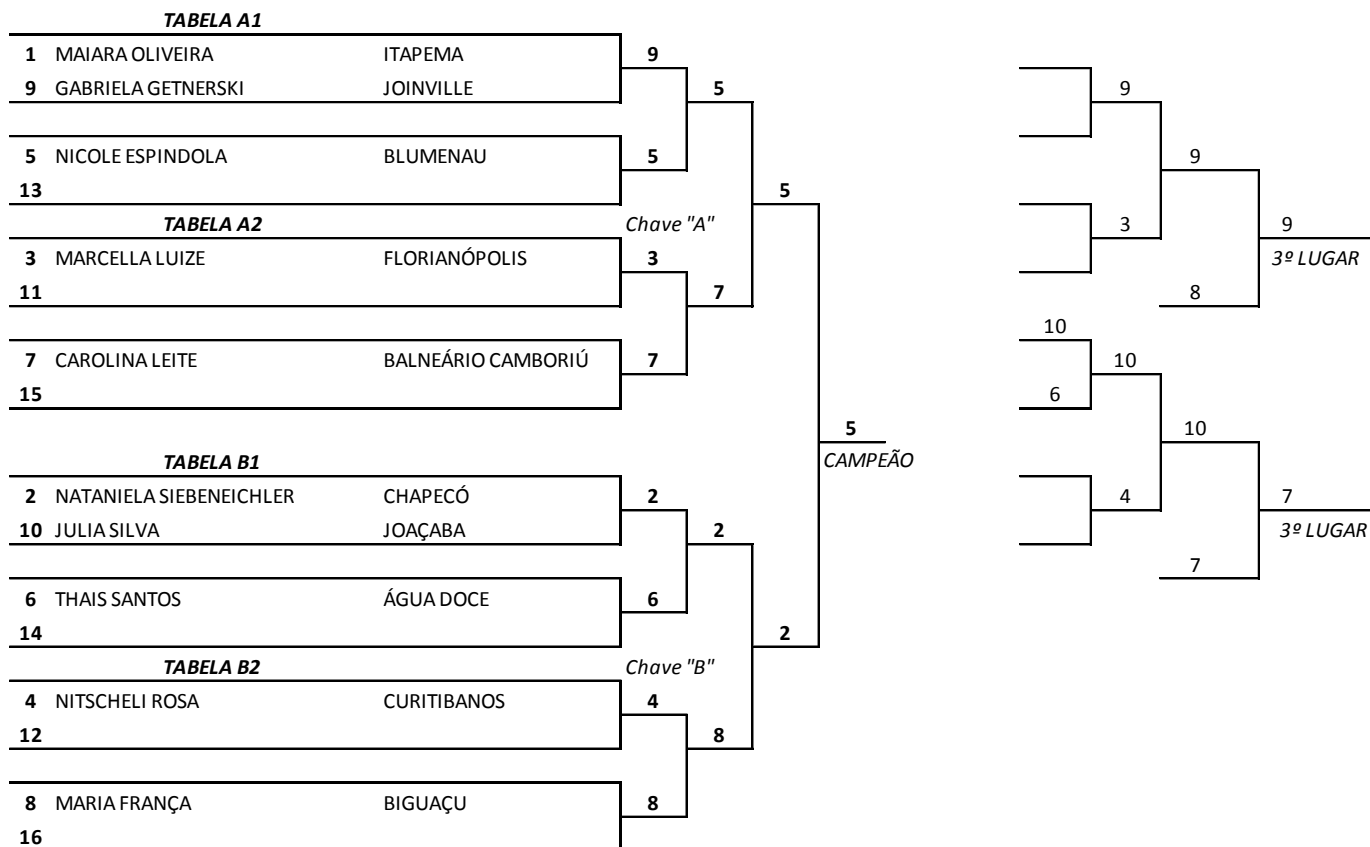 TABELA A1
1 MAIARA OLIVEIRA ITAPEMA 9
9 GABRIELA GETNERSKI JOINVILLE 5 9
5 NICOLE ESPINDOLA BLUMENAU 5 9
13 5
TABELA A2 Chave "A" 3 9
3 MARCELLA LUIZE FLORIANÓPOLIS 3 3º LUGAR
11 7 8
10
7 CAROLINA LEITE BALNEÁRIO CAMBORIÚ 7 10
15 6
5 10
TABELA B1 CAMPEÃO
2 NATANIELA SIEBENEICHLER CHAPECÓ 2 4 7
10 JULIA SILVA JOAÇABA 2 3º LUGAR
7
6 THAIS SANTOS ÁGUA DOCE 6
14 2
TABELA B2 Chave "B"
4 NITSCHELI ROSA CURITIBANOS 4
12 8
8 MARIA FRANÇA BIGUAÇU 8
16